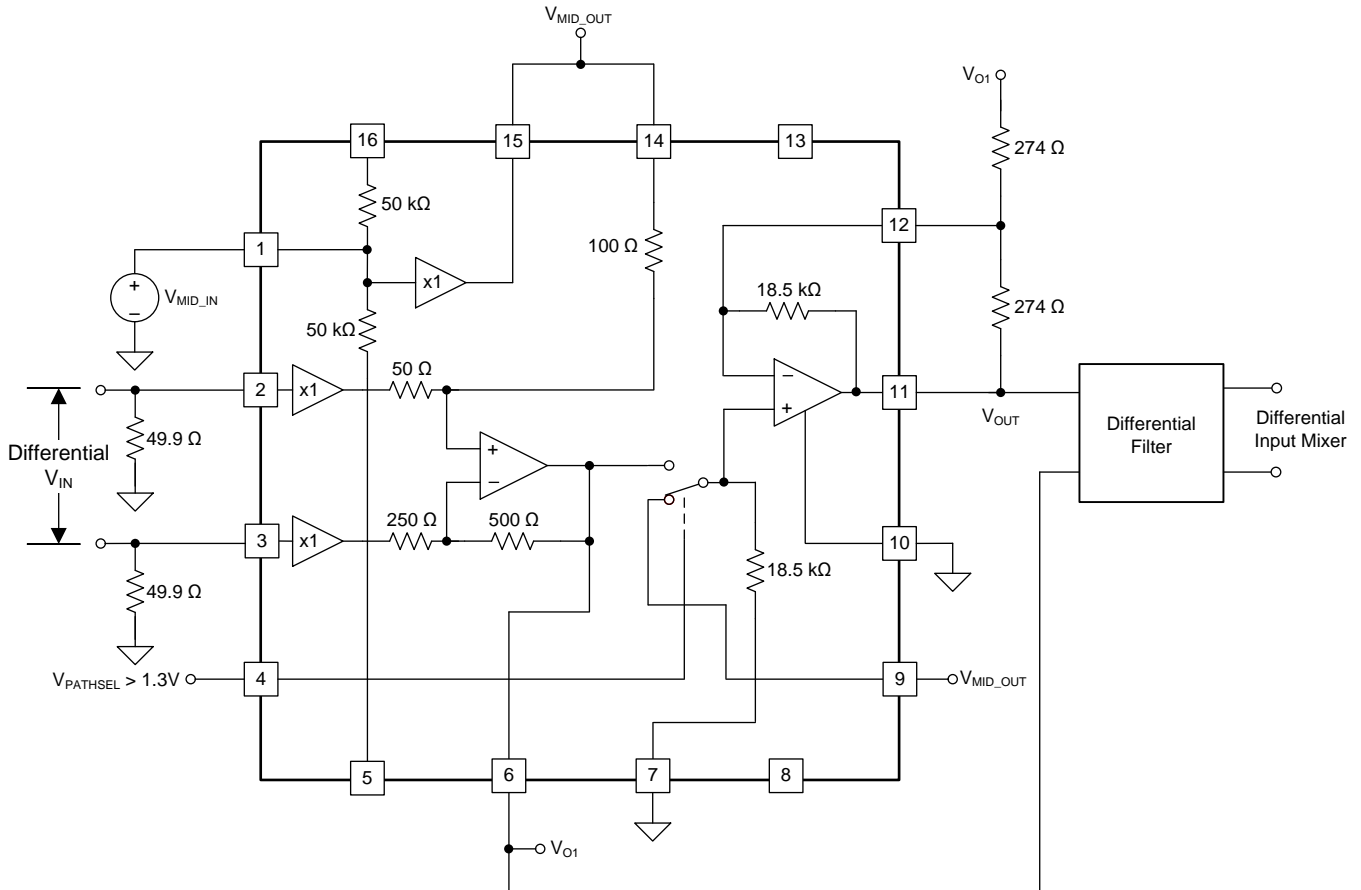 V_MID_OUT
V_O1
274 Ω
16
15
14
13
50 kΩ
12
1
100 Ω
x1
V_MID_IN
+
−
18.5 kΩ
274 Ω
50 kΩ
50 Ω
2
x1
−
+
11
V_OUT
Differential
Filter
Differential
Input Mixer
Differential
V_IN
49.9 Ω
+
−
250 Ω
500 Ω
3
x1
10
18.5 kΩ
49.9 Ω
V_PATHSEL > 1.3V
4
9
V_MID_OUT
5
6
7
8
V_O1